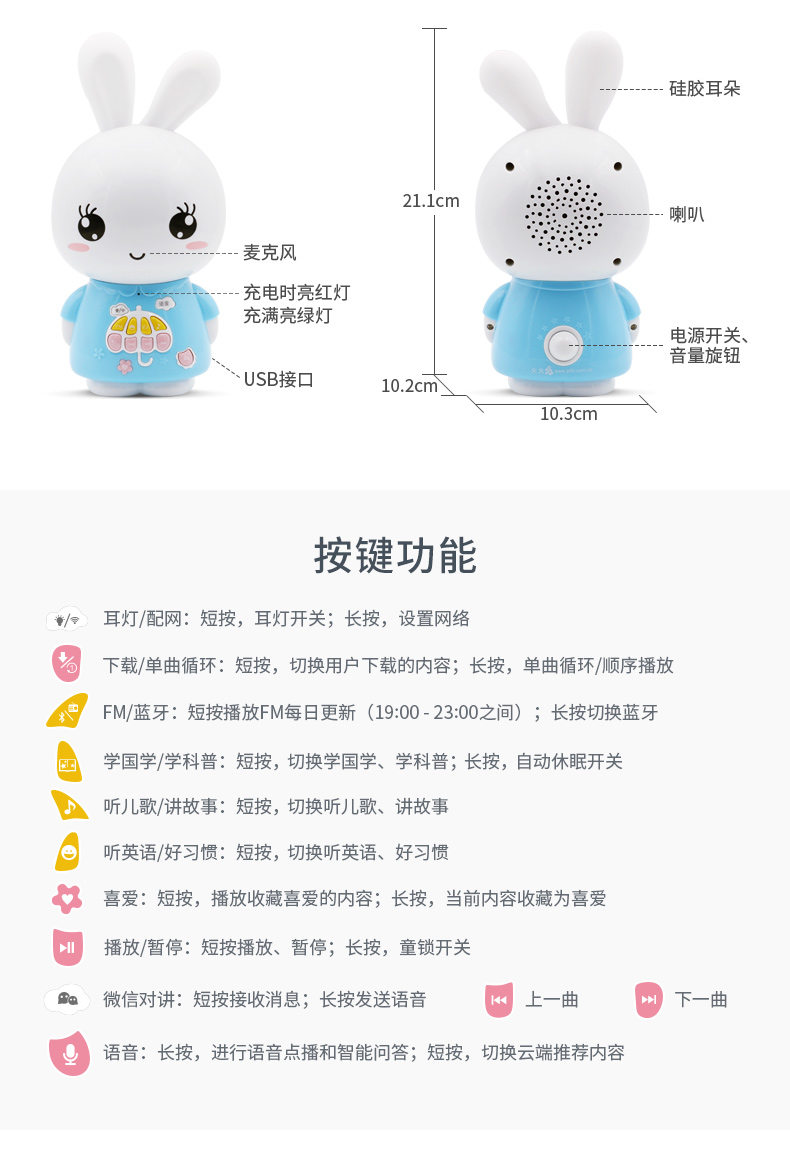 硅胶耳朵
21.1cm
喇叭
麦克风
充电时亮红灯
充满亮绿灯
电源开关、
音量旋钮
USB接口
10.2cm
10.3cm
按键功能
耳灯/配网：短按，耳灯开关；长按，设置网络
下载/单曲循环：短按，切换用户下载的内容；长按，单曲循环/顺序播放
FM/蓝牙：短按播放FM每日更新（19:00 - 23:00之间）；长按切换蓝牙
学国学/学科普：短按，切换学国学、学科普；长按，自动休眠开关
听儿歌/讲故事：短按，切换听儿歌、讲故事
听英语/好习惯：短按，切换听英语、好习惯
喜爱：短按，播放收藏喜爱的内容；长按，当前内容收藏为喜爱
播放/暂停：短按播放、暂停；长按，童锁开关
微信对讲：短按接收消息；长按发送语音
上一曲
下一曲
语音：长按，进行语音点播和智能问答；短按，切换云端推荐内容